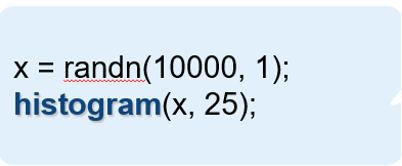 x = randn(10000, 1);
histogram(x, 25);